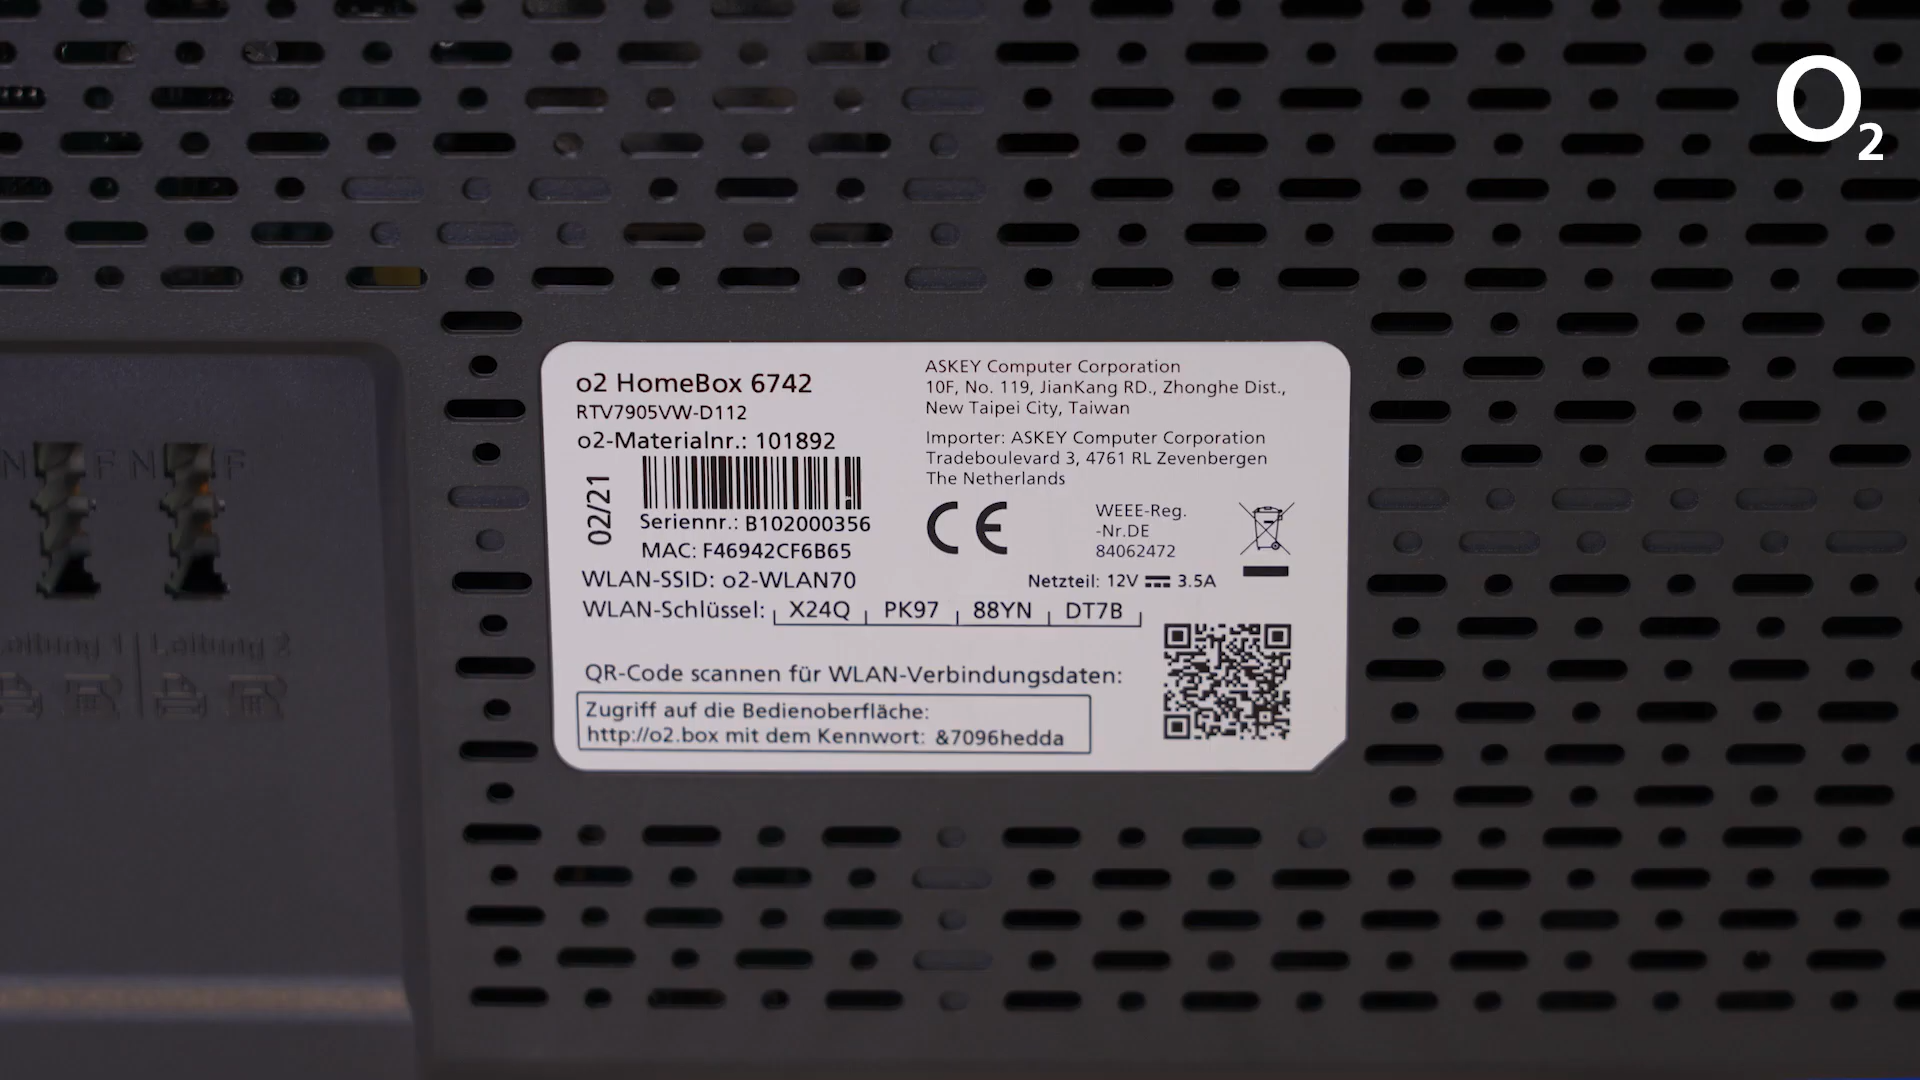 O2
o2 HomeBox 6742
RTV7905VW-D112
o2-Materialnr.: 101892
02/21
Seriennr.: B102000356
MAC: F46942CF6B65
WLAN-SSID: o2-WLAN70
WLAN-Schlüssel: X24Q PK97 88YN DT7B
ASKEY Computer Corporation
10F, No. 119, JianKang RD., Zhonghe Dist.,
New Taipei City, Taiwan
Importer: ASKEY Computer Corporation
Tradeboulevard 3, 4761 RL Zevenbergen
The Netherlands
CE
WEEE-Reg.
-Nr.DE
84062472
Netzteil: 12V 3.5A
QR-Code scannen für WLAN-Verbindungsdaten:
Zugriff auf die Bedienoberfläche:
http://o2.box mit dem Kennwort: &7096hedda
N F N F
Leitung 1 Leitung 2